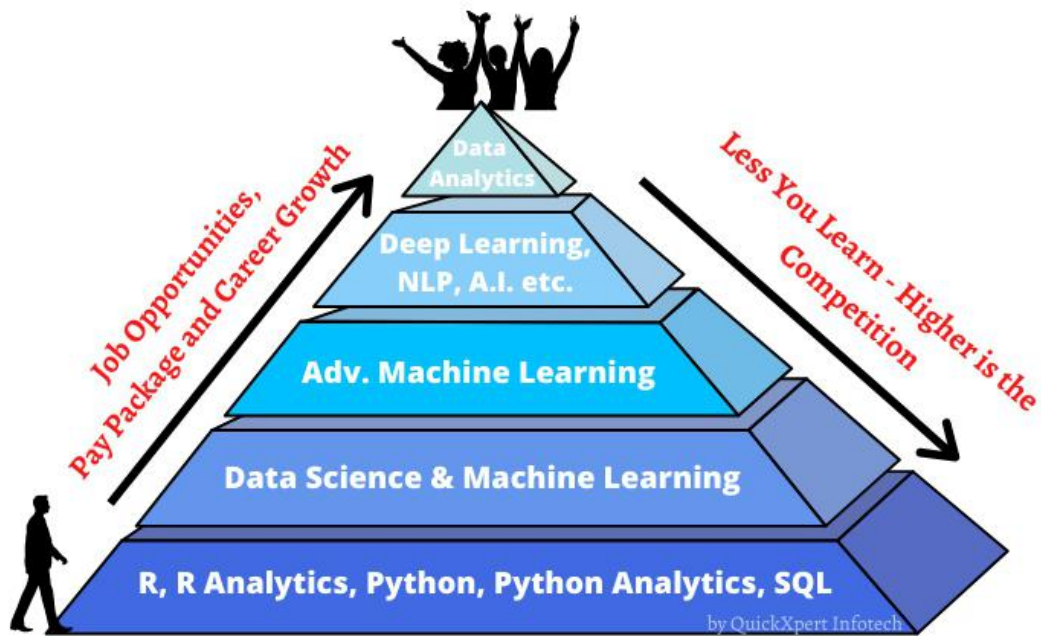 Data
Analytics
Deep Learning,
NLP, A.I. etc.
Adv. Machine Learning
Data Science & Machine Learning
R, R Analytics, Python, Python Analytics, SQL
Job Opportunities,
Pay Package and Career Growth
Less You Learn - Higher is the
Competition
by QuickXpert Infotech